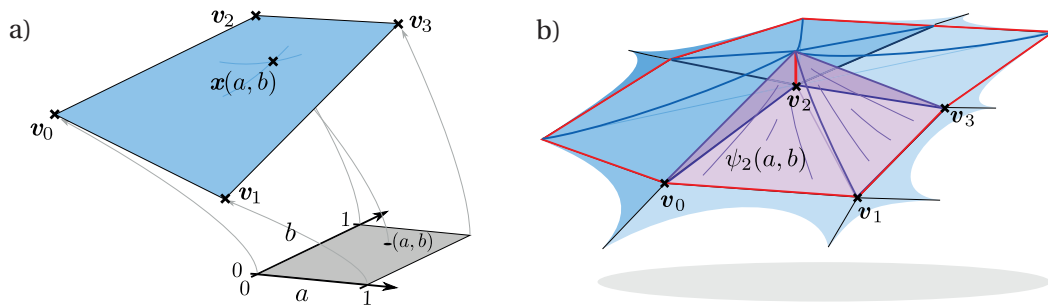 a)
v₂
v₃
x(a, b)
v₀
v₁
1
b
(a, b)
0
0
a
1
b)
v₂
v₃
ψ₂(a, b)
v₀
v₁